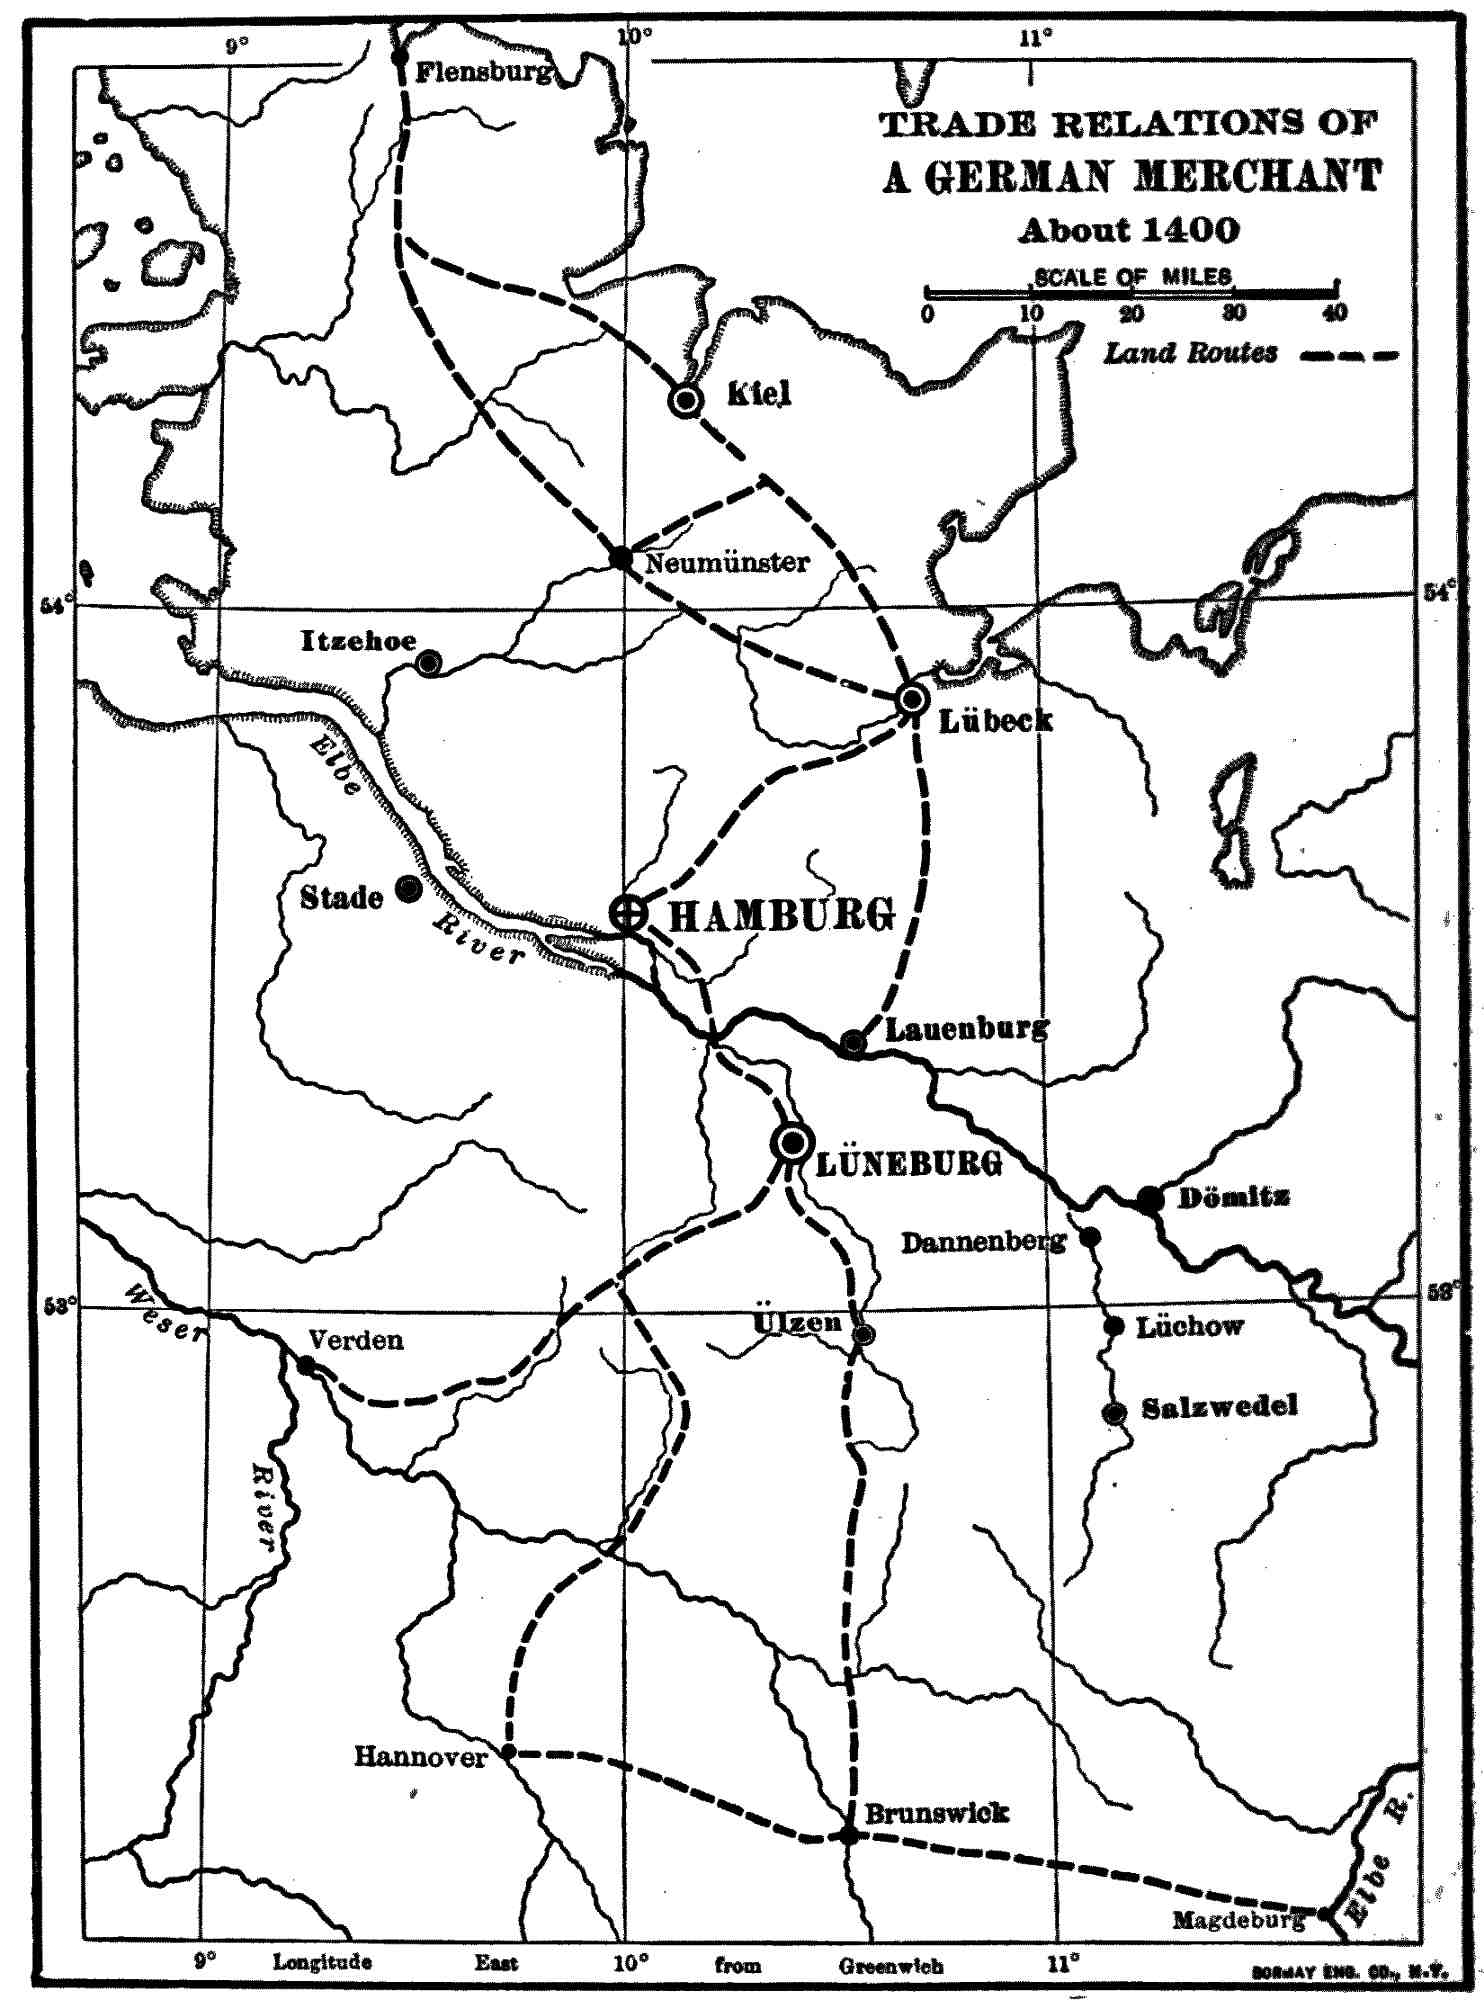 9° 10° 11°
Flensburg
TRADE RELATIONS OF
A GERMAN MERCHANT
About 1400
SCALE OF MILES
0 10 20 30 40
Land Routes
Kiel
Neumünster
54° 54°
Itzehoe
Lübeck
Elbe
Stade
River
HAMBURG
Lauenburg
LÜNEBURG
Dömitz
Dannenberg
53° 53°
Weser
Ülzen
Lüchow
Verden
Salzwedel
River
Hannover
Brunswick
Elbe R.
Magdeburg
9° Longitude East 10° from Greenwich 11°
BORMAY ENG. CO., N.Y.